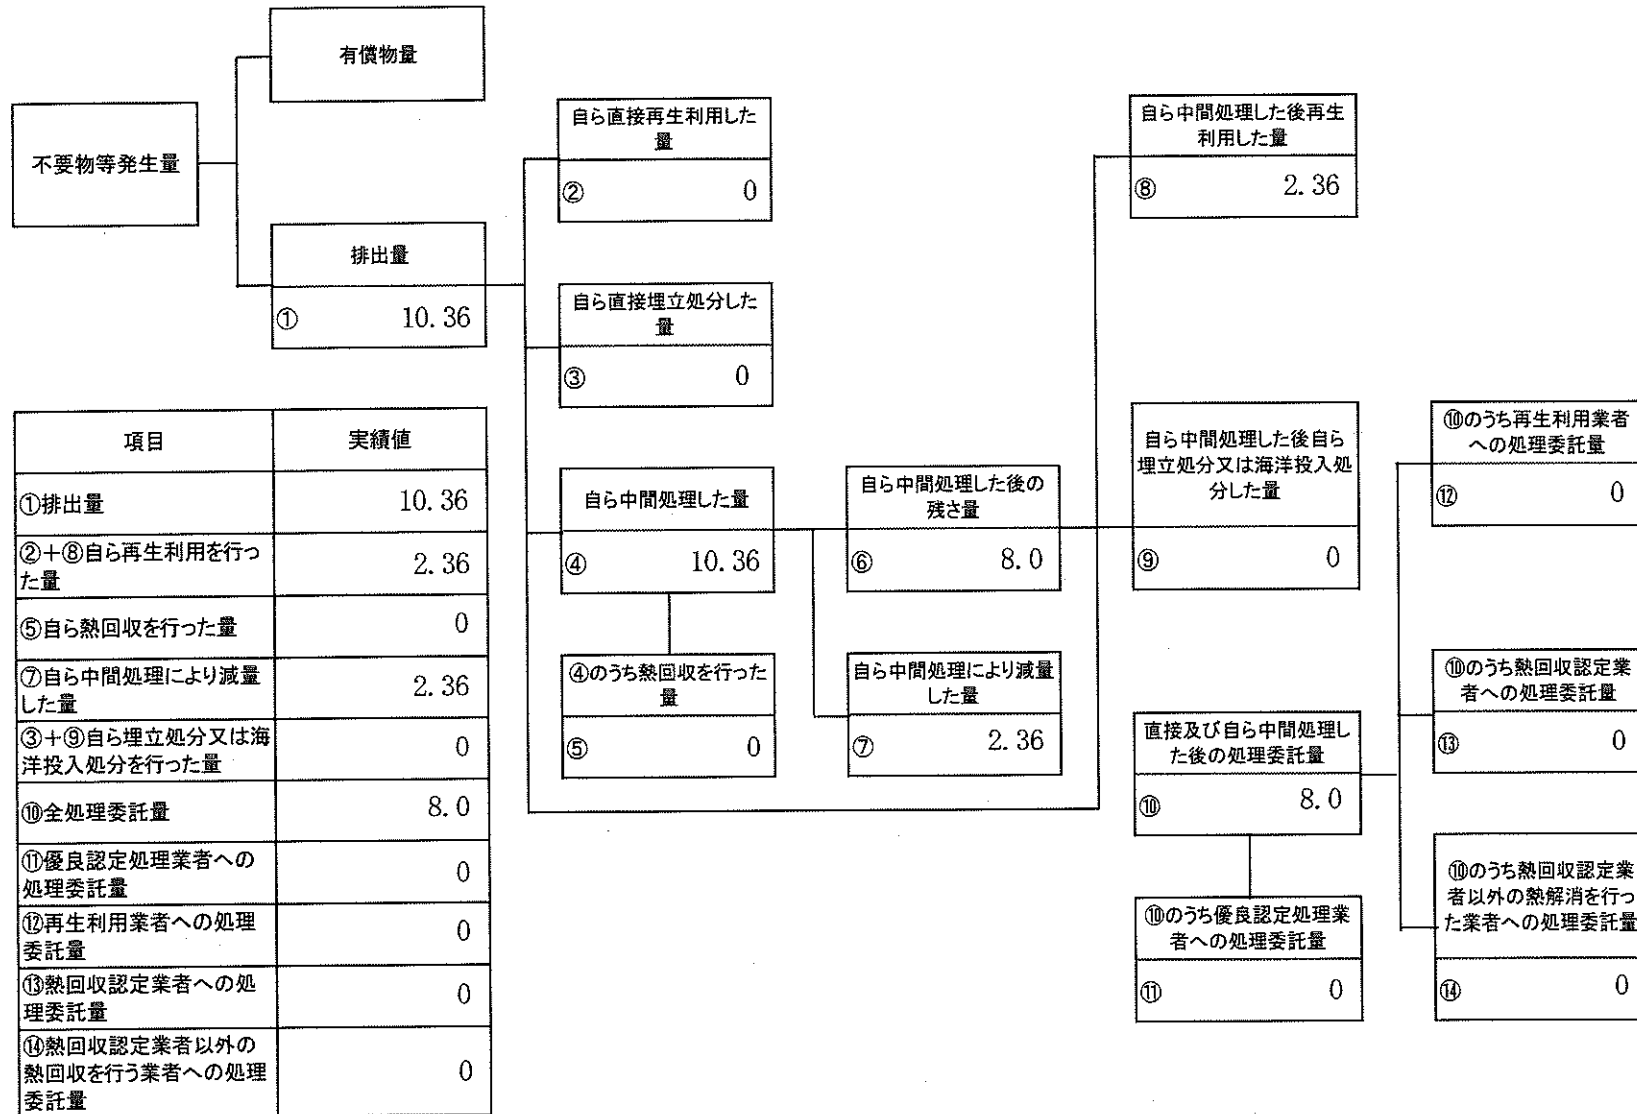 有償物量
不要物等発生量
排出量
① 10.36
自ら直接再生利用した
量
② 0
自ら直接埋立処分した
量
③ 0
自ら中間処理した量
④ 10.36
④のうち熱回収を行った
量
⑤ 0
自ら中間処理した後の
残さ量
⑥ 8.0
自ら中間処理により減量
した量
⑦ 2.36
自ら中間処理した後再生
利用した量
⑧ 2.36
自ら中間処理した後自ら
埋立処分又は海洋投入処
分した量
⑨ 0
直接及び自ら中間処理し
た後の処理委託量
⑩ 8.0
⑩のうち優良認定処理業
者への処理委託量
⑪ 0
⑩のうち再生利用業者
への処理委託量
⑫ 0
⑩のうち熱回収認定業
者への処理委託量
⑬ 0
⑩のうち熱回収認定業
者以外の熱解消を行っ
た業者への処理委託量
⑭ 0
項目 実績値
①排出量 10.36
②+⑧自ら再生利用を行っ
た量 2.36
⑤自ら熱回収を行った量 0
⑦自ら中間処理により減量
した量 2.36
③+⑨自ら埋立処分又は海
洋投入処分を行った量 0
⑩全処理委託量 8.0
⑪優良認定処理業者への
処理委託量 0
⑫再生利用業者への処理
委託量 0
⑬熱回収認定業者への処
理委託量 0
⑭熱回収認定業者以外の
熱回収を行う業者への処理
委託量 0